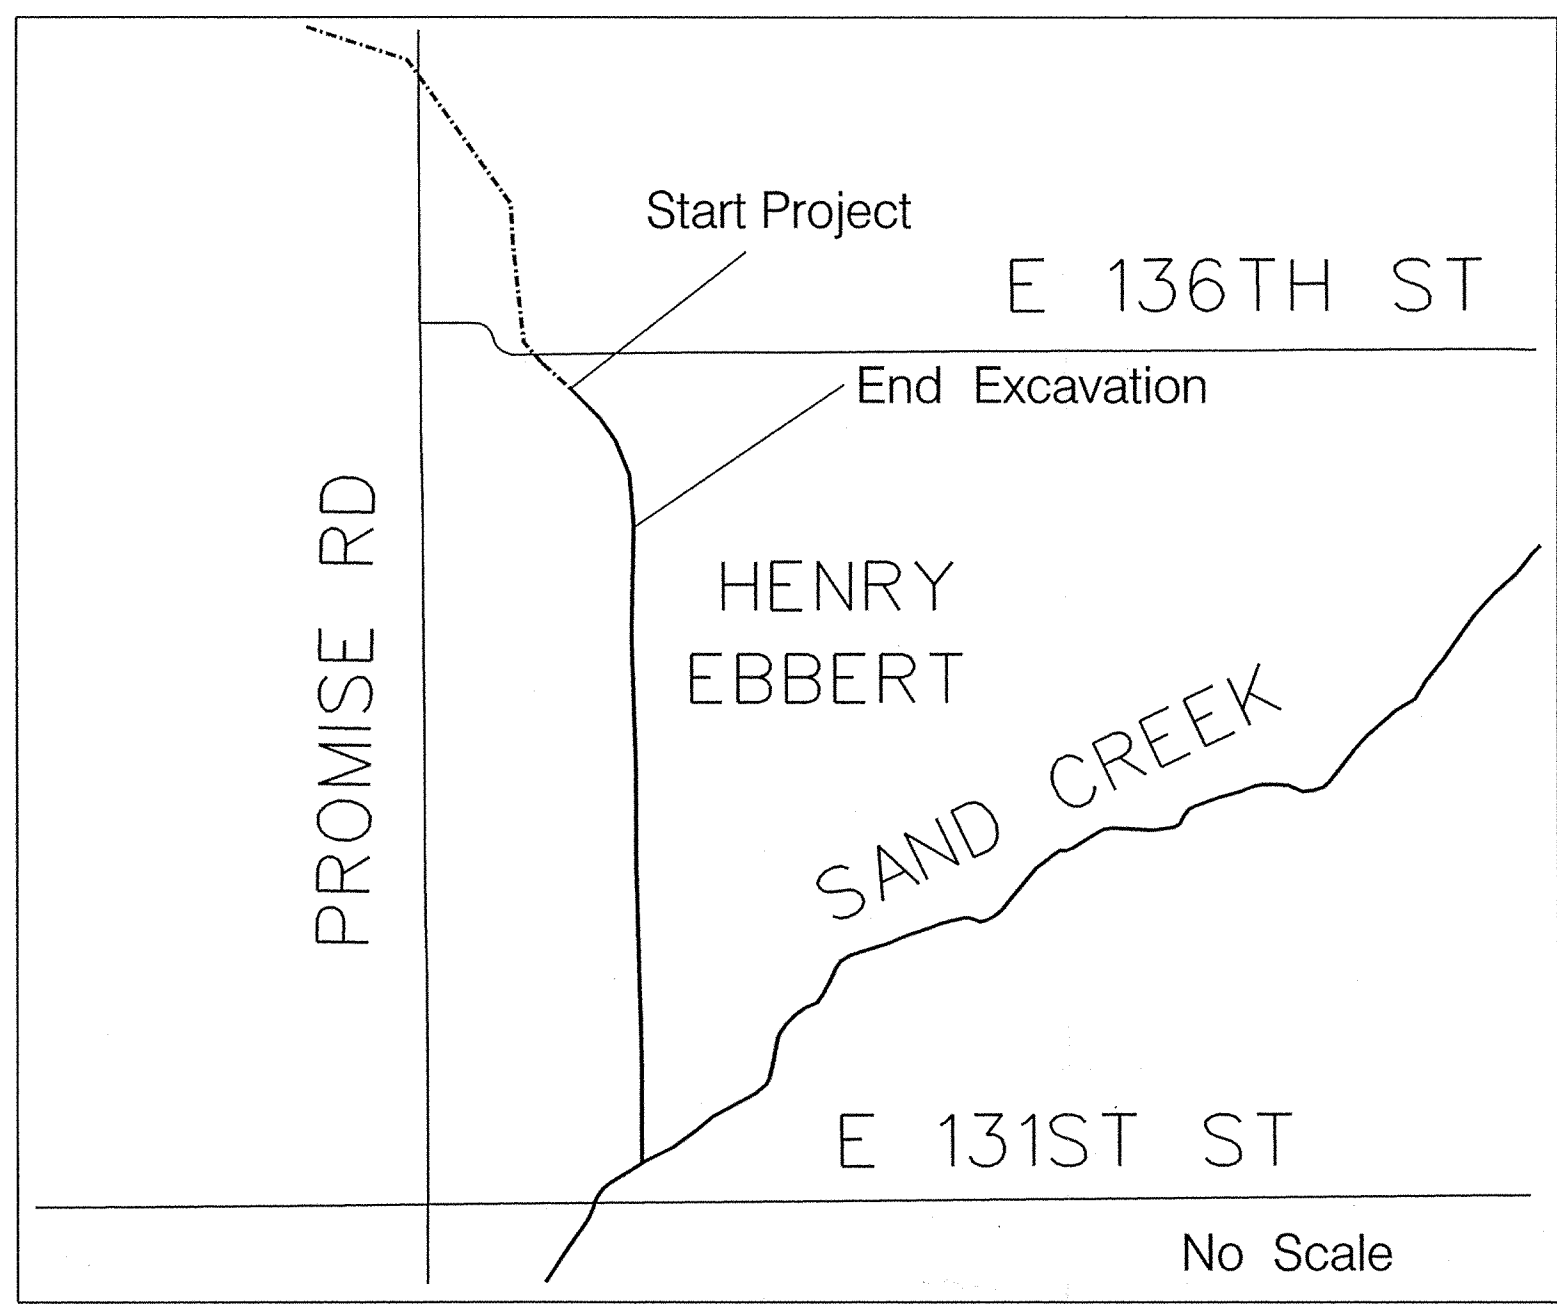 Start Project
E 136TH ST
End Excavation
PROMISE RD
HENRY
EBBERT
SAND CREEK
E 131ST ST
No Scale